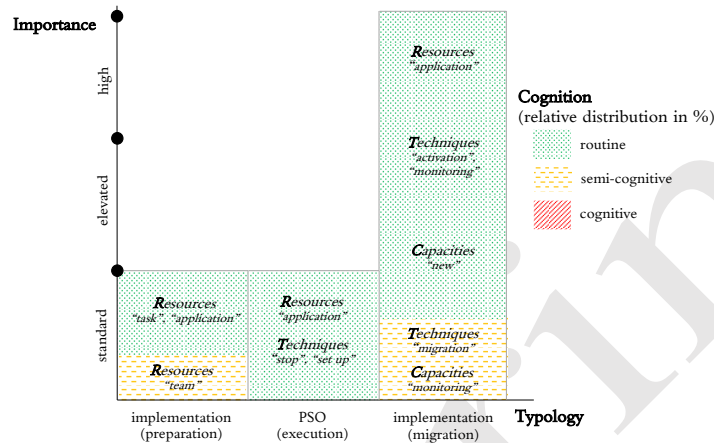 Importance
high
elevated
standard
Resources
"task", "application"
Resources
"team"
Resources
"application"
Techniques
"stop", "set up"
Resources
"application"
Techniques
"activation",
"monitoring"
Capacities
"new"
Techniques
"migration"
Capacities
"monitoring"
implementation
(preparation)
PSO
(execution)
implementation
(migration)
Typology
Cognition
(relative distribution in %)
routine
semi-cognitive
cognitive